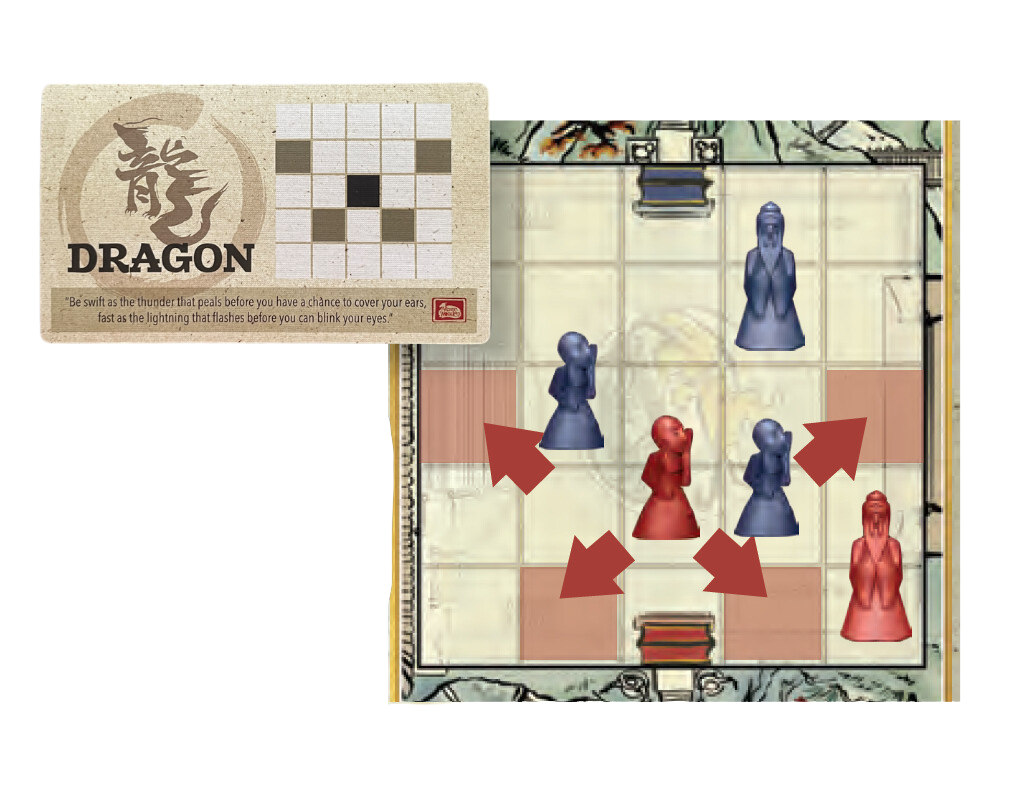 龍
DRAGON
"Be swift as the thunder that peals before you have a chance to cover your ears,
fast as the lightning that flashes before you can blink your eyes."